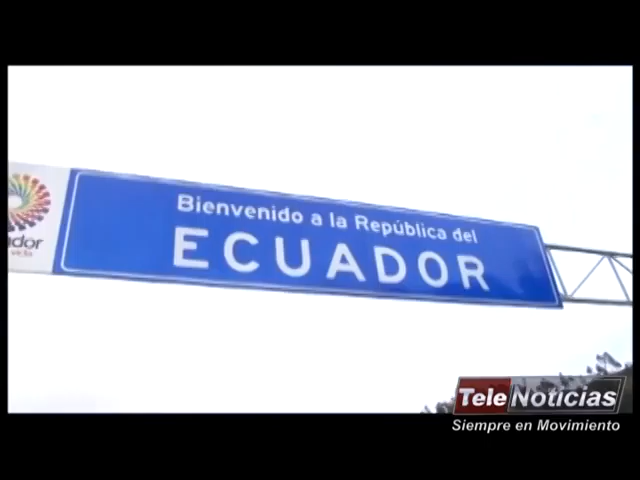 Bienvenido a la República del
ECUADOR
TeleNoticias
Siempre en Movimiento